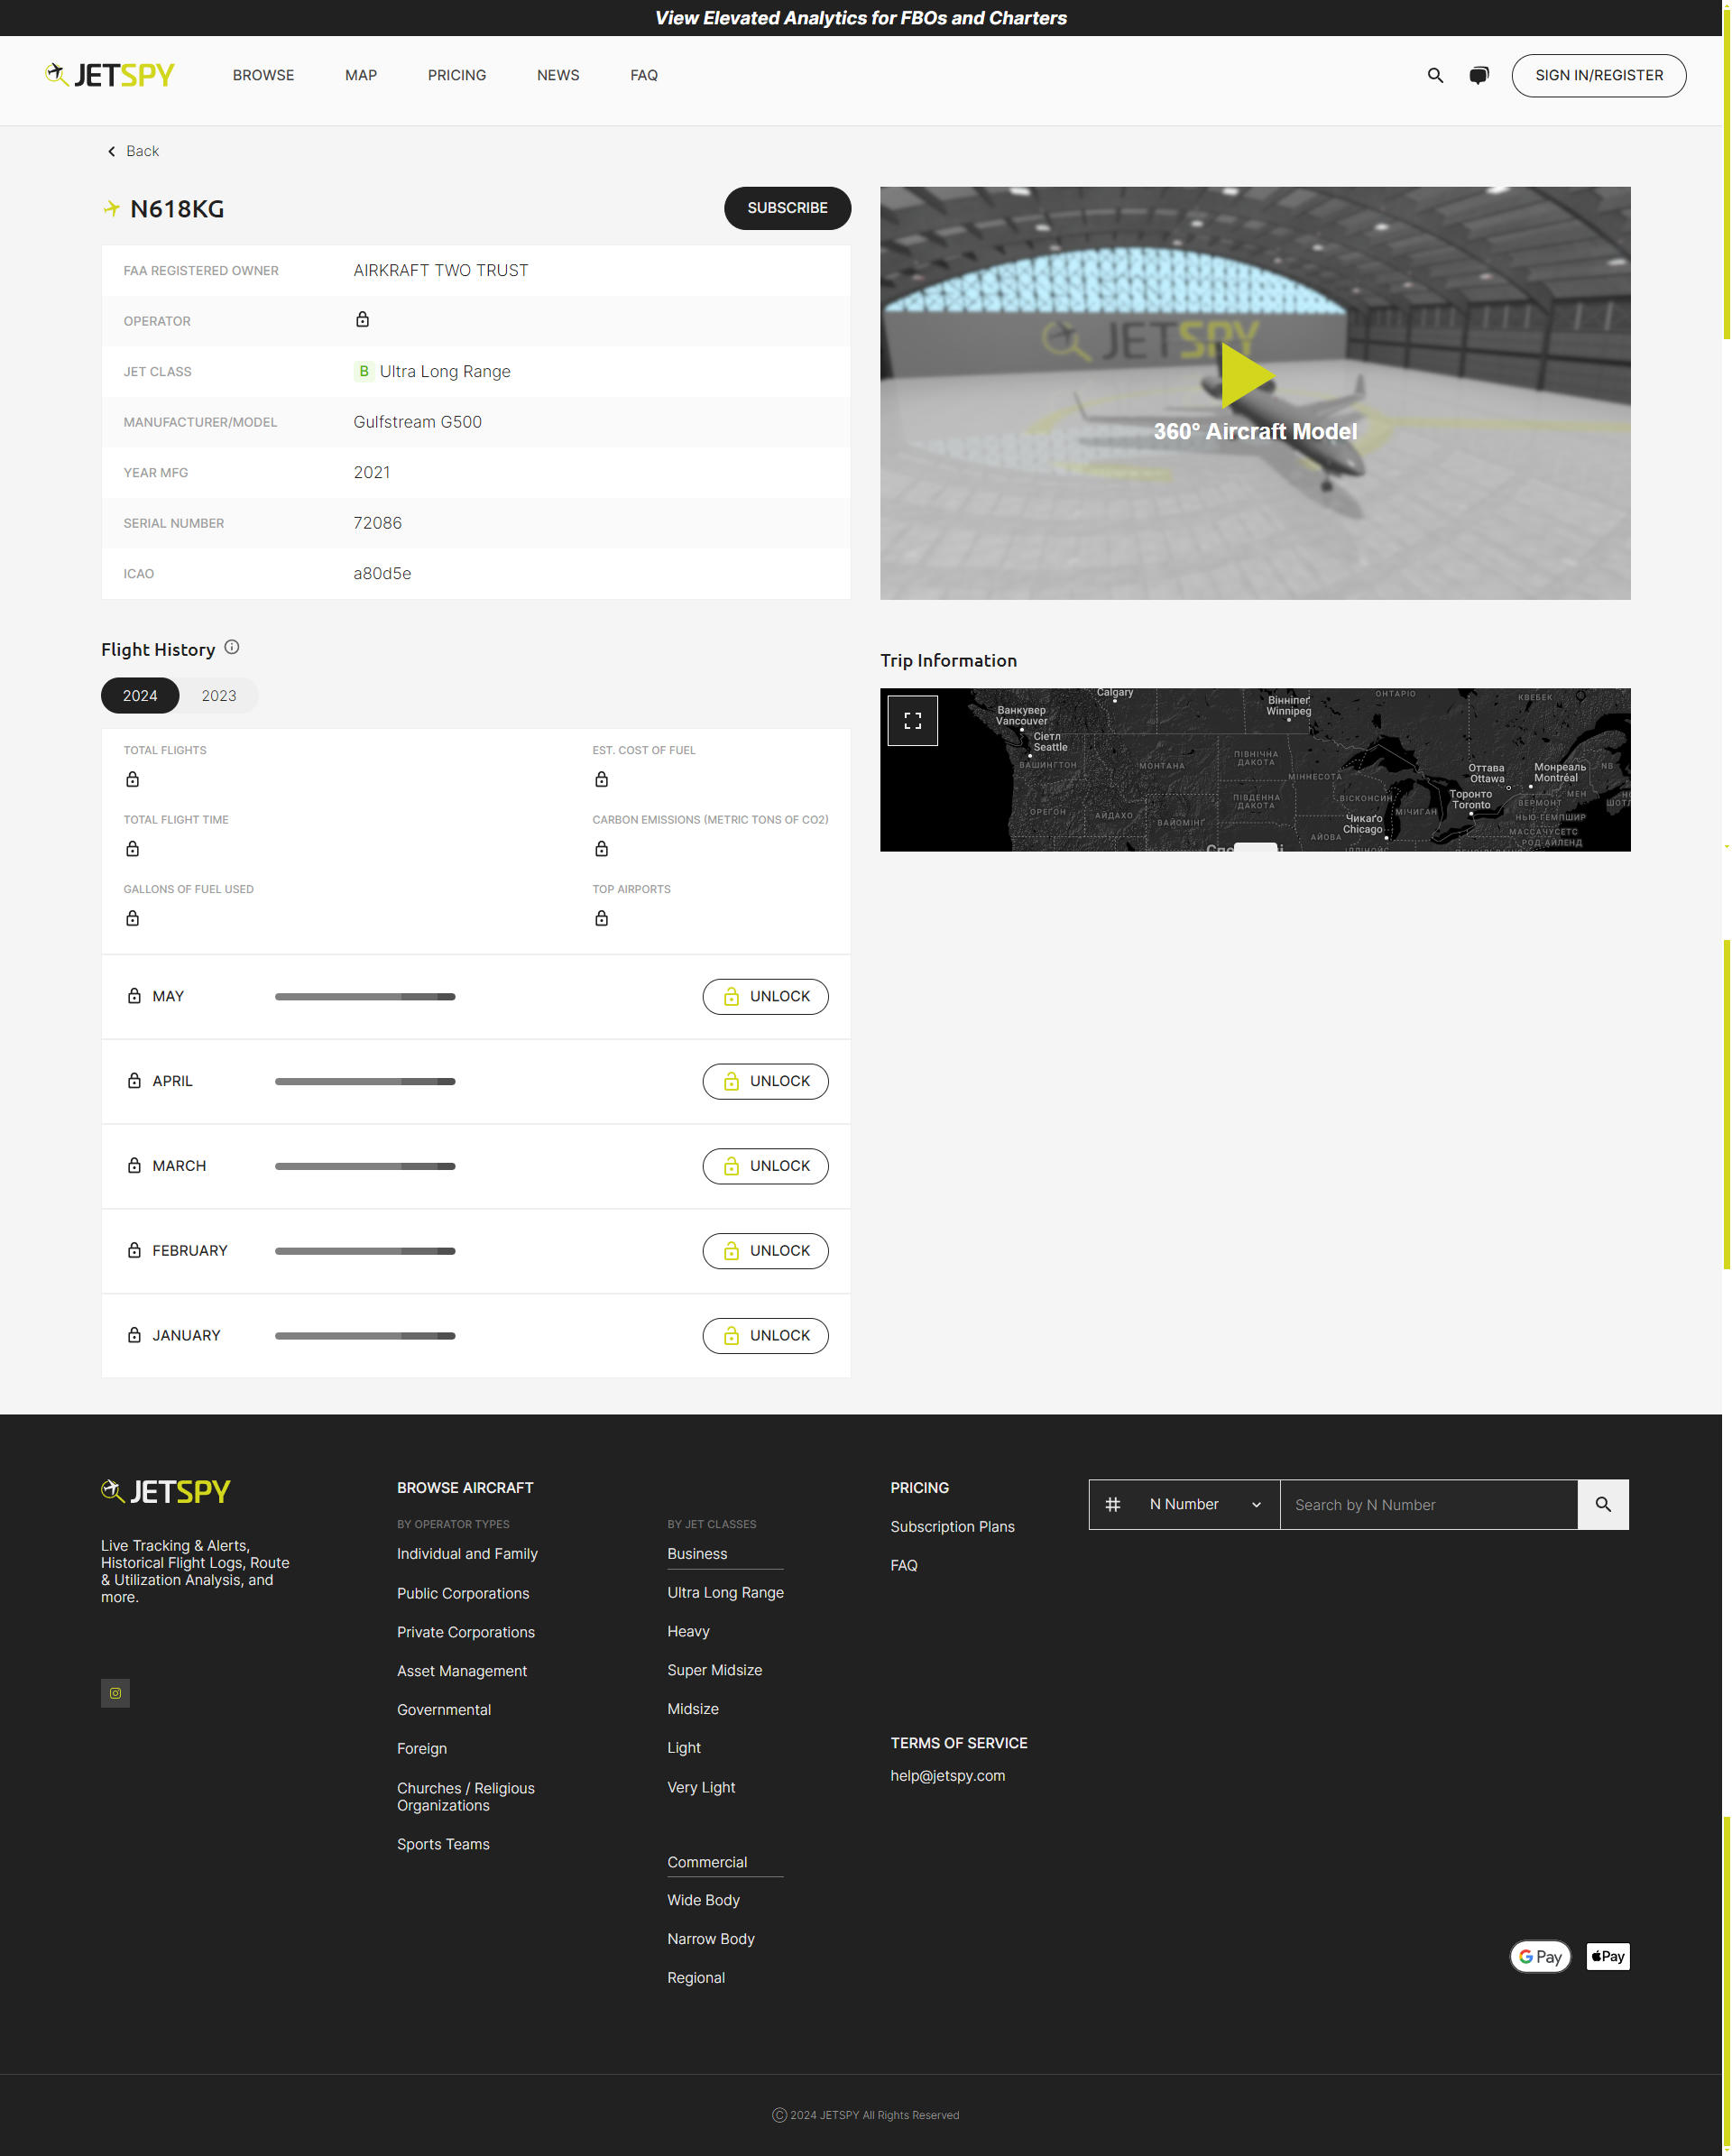 View Elevated Analytics for FBOs and Charters
JETSPY
BROWSE
MAP
PRICING
NEWS
FAQ
SIGN IN/REGISTER
Back
N618KG
SUBSCRIBE
FAA REGISTERED OWNER
AIRKRAFT TWO TRUST
OPERATOR
JET CLASS
B Ultra Long Range
MANUFACTURER/MODEL
Gulfstream G500
YEAR MFG
2021
SERIAL NUMBER
72086
ICAO
a80d5e
JETSPY
360° Aircraft Model
Flight History
2024
2023
TOTAL FLIGHTS
EST. COST OF FUEL
TOTAL FLIGHT TIME
CARBON EMISSIONS (METRIC TONS OF CO2)
GALLONS OF FUEL USED
TOP AIRPORTS
MAY
UNLOCK
APRIL
UNLOCK
MARCH
UNLOCK
FEBRUARY
UNLOCK
JANUARY
UNLOCK
Trip Information
Calgary
ОНТАРІО
КВЕБЕК
Ванкувер
Vancouver
Вінніпег
Winnipeg
Сіетл
Seattle
ВАШИНГТОН
МОНТАНА
ПІВНІЧНА
ДАКОТА
МІННЕСОТА
Оттава
Ottawa
Монреаль
Montréal
NB
ОРЕГОН
АЙДАХО
ПІВДЕННА
ДАКОТА
ВАЙОМІНГ
ВІСКОНСИН
МІЧИГАН
Торонто
Toronto
ВЕРМОНТ
МЕН
НЬЮ-ГЕМПШИР
МАССАЧУСЕТС
РОД-АЙЛЕНД
Чикаґо
Chicago
АЙОВА
JETSPY
Live Tracking & Alerts,
Historical Flight Logs, Route
& Utilization Analysis, and
more.
BROWSE AIRCRAFT
BY OPERATOR TYPES
Individual and Family
Public Corporations
Private Corporations
Asset Management
Governmental
Foreign
Churches / Religious
Organizations
Sports Teams
BY JET CLASSES
Business
Ultra Long Range
Heavy
Super Midsize
Midsize
Light
Very Light
Commercial
Wide Body
Narrow Body
Regional
PRICING
Subscription Plans
FAQ
TERMS OF SERVICE
help@jetspy.com
N Number
Search by N Number
G Pay
Pay
© 2024 JETSPY All Rights Reserved